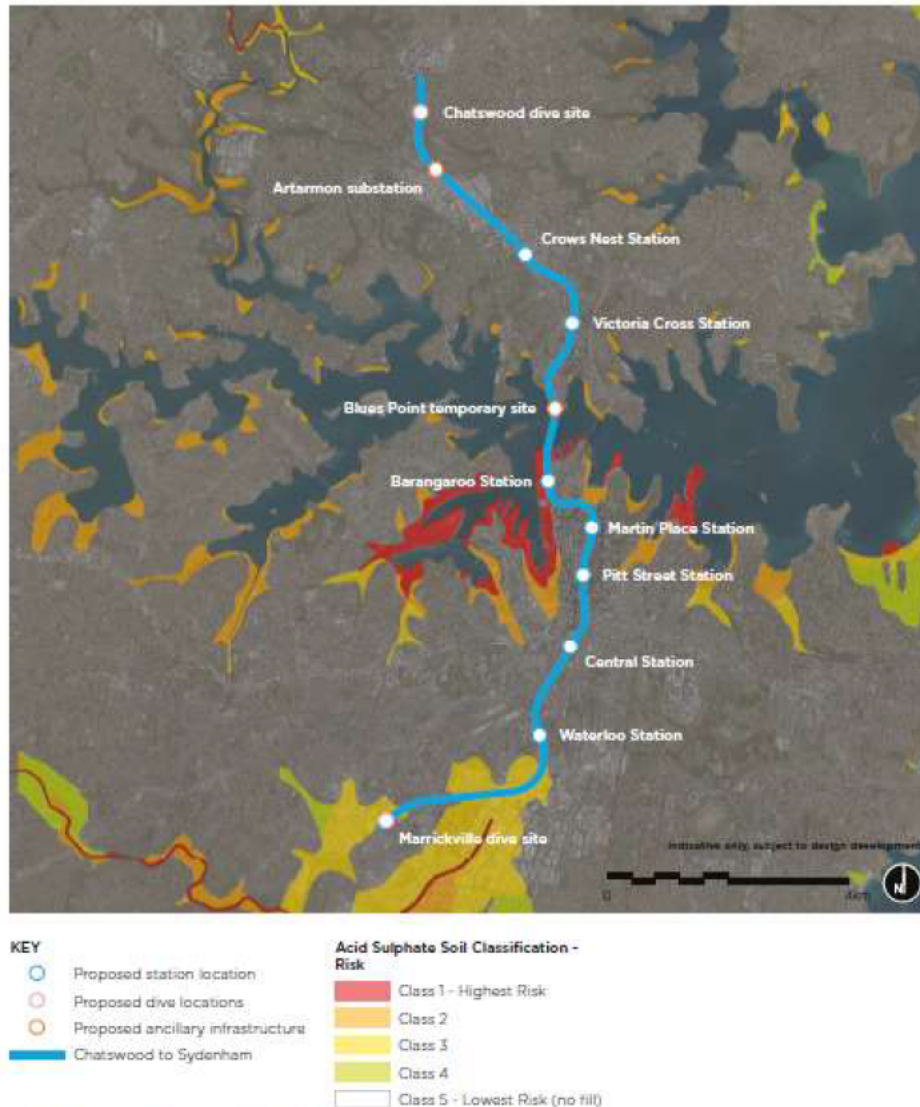 Chatswood dive site
Artarmon substation
Crows Nest Station
Victoria Cross Station
Blues Point temporary site
Barangaroo Station
Martin Place Station
Pitt Street Station
Central Station
Waterloo Station
Marrickville dive site
Indicative only, subject to design development
0
4km
N
KEY
Proposed station location
Proposed dive locations
Proposed ancillary infrastructure
Chatswood to Sydenham
Acid Sulphate Soil Classification -
Risk
Class 1 - Highest Risk
Class 2
Class 3
Class 4
Class 5 - Lowest Risk (no fill)